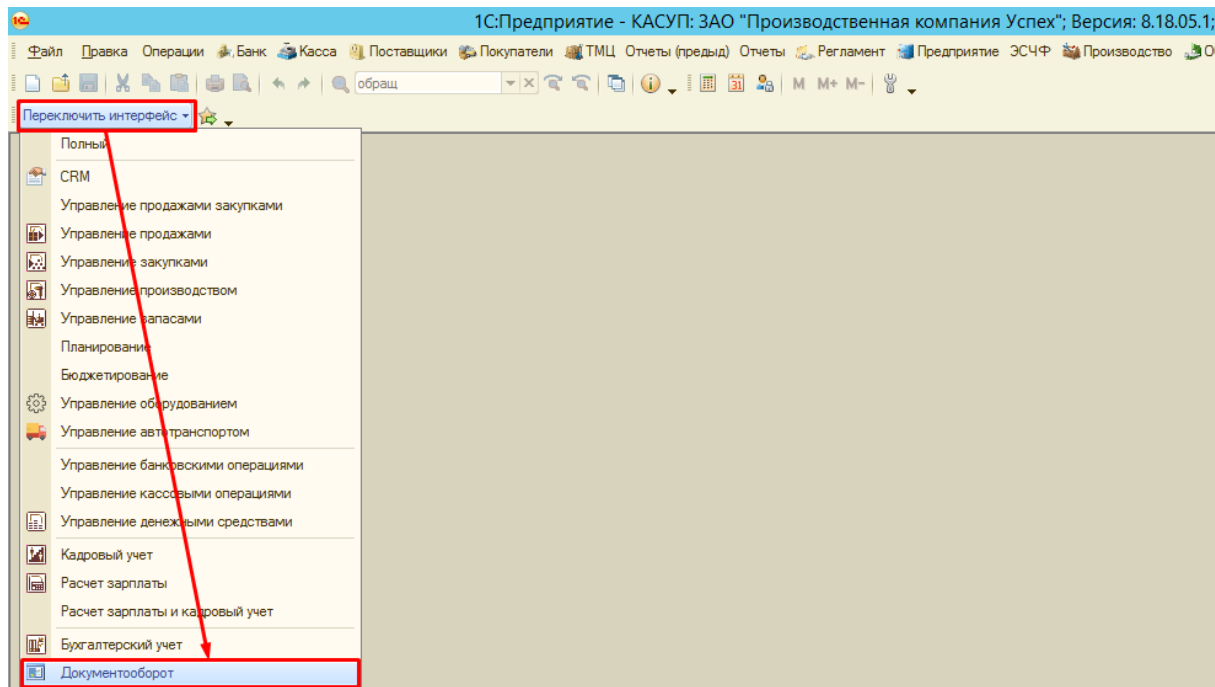 1С:Предприятие - КАСУП: ЗАО "Производственная компания Успех"; Версия: 8.18.05.1;
Файл Правка Операции Банк Касса Поставщики Покупатели ТМЦ Отчеты (предыд) Отчеты Регламент Предприятие ЭСЧФ Производство О
обращ M M+ M-
Переключить интерфейс
Полный
CRM
Управление продажами закупками
Управление продажами
Управление закупками
Управление производством
Управление запасами
Планирование
Бюджетирование
Управление оборудованием
Управление автотранспортом
Управление банковскими операциями
Управление кассовыми операциями
Управление денежными средствами
Кадровый учет
Расчет зарплаты
Расчет зарплаты и кадровый учет
Бухгалтерский учет
Документооборот